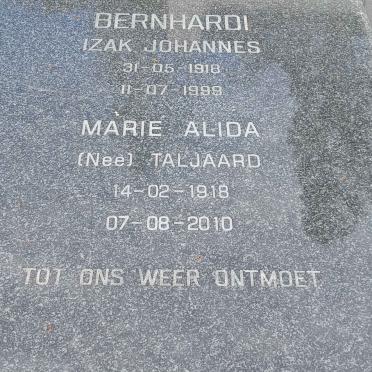 BERNHARDI
IZAK JOHANNES
31-05-1918
11-07-1999
MARIE ALIDA
(Nee) TALJAARD
14-02-1918
07-08-2010
TOT ONS WEER ONTMOET